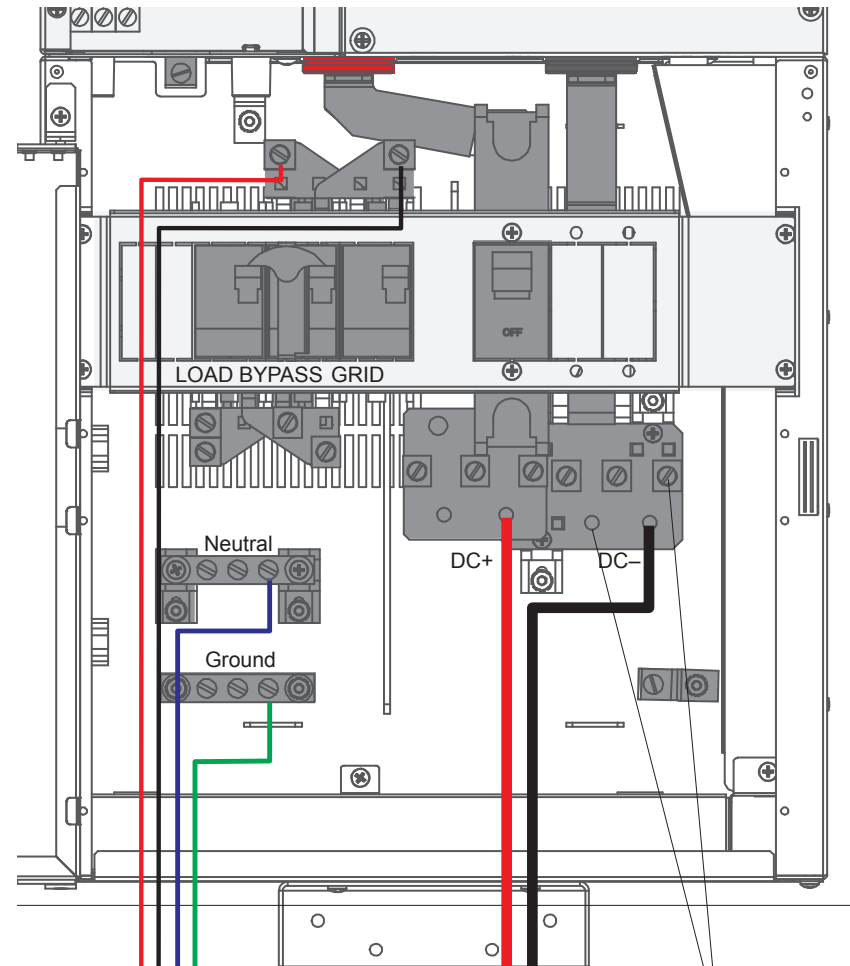 OFF
LOAD BYPASS GRID
Neutral
DC+
DC–
Ground